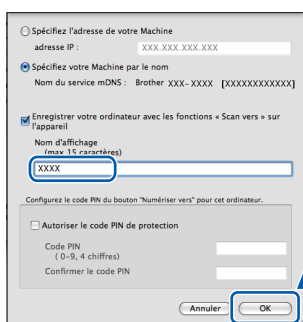 Spécifiez l'adresse de votre Machine
adresse IP : XXX.XXX.XXX.XXX
Spécifiez votre Machine par le nom
Nom du service mDNS : Brother XXX- XXXX [XXXXXXXXXXXX]
Enregistrer votre ordinateur avec les fonctions « Scan vers » sur
l'appareil
Nom d'affichage
(max 15 caractères)
XXXX
Configurez le code PIN du bouton "Numériser vers" pour cet ordinateur.
Autoriser le code PIN de protection
Code PIN
( 0-9, 4 chiffres)
Confirmer le code PIN
Annuler OK